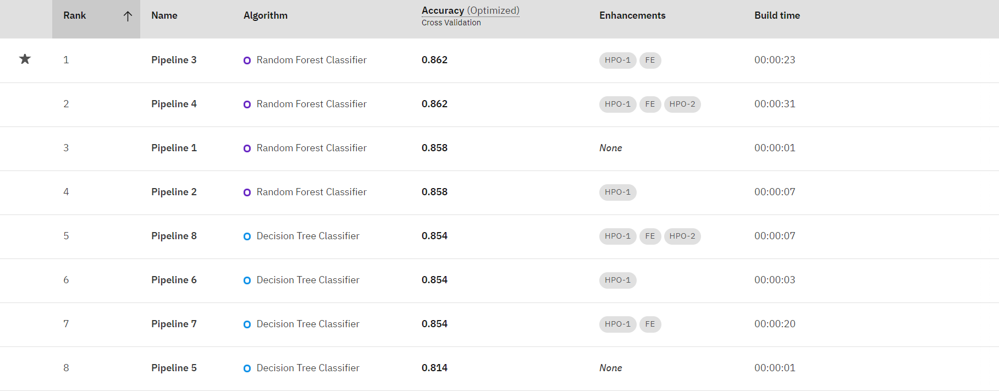 Rank Name Algorithm Accuracy (Optimized) Enhancements Build time
Cross Validation
1 Pipeline 3 Random Forest Classifier 0.862 HPO-1 FE 00:00:23
2 Pipeline 4 Random Forest Classifier 0.862 HPO-1 FE HPO-2 00:00:31
3 Pipeline 1 Random Forest Classifier 0.858 None 00:00:01
4 Pipeline 2 Random Forest Classifier 0.858 HPO-1 00:00:07
5 Pipeline 8 Decision Tree Classifier 0.854 HPO-1 FE HPO-2 00:00:07
6 Pipeline 6 Decision Tree Classifier 0.854 HPO-1 00:00:03
7 Pipeline 7 Decision Tree Classifier 0.854 HPO-1 FE 00:00:20
8 Pipeline 5 Decision Tree Classifier 0.814 None 00:00:01